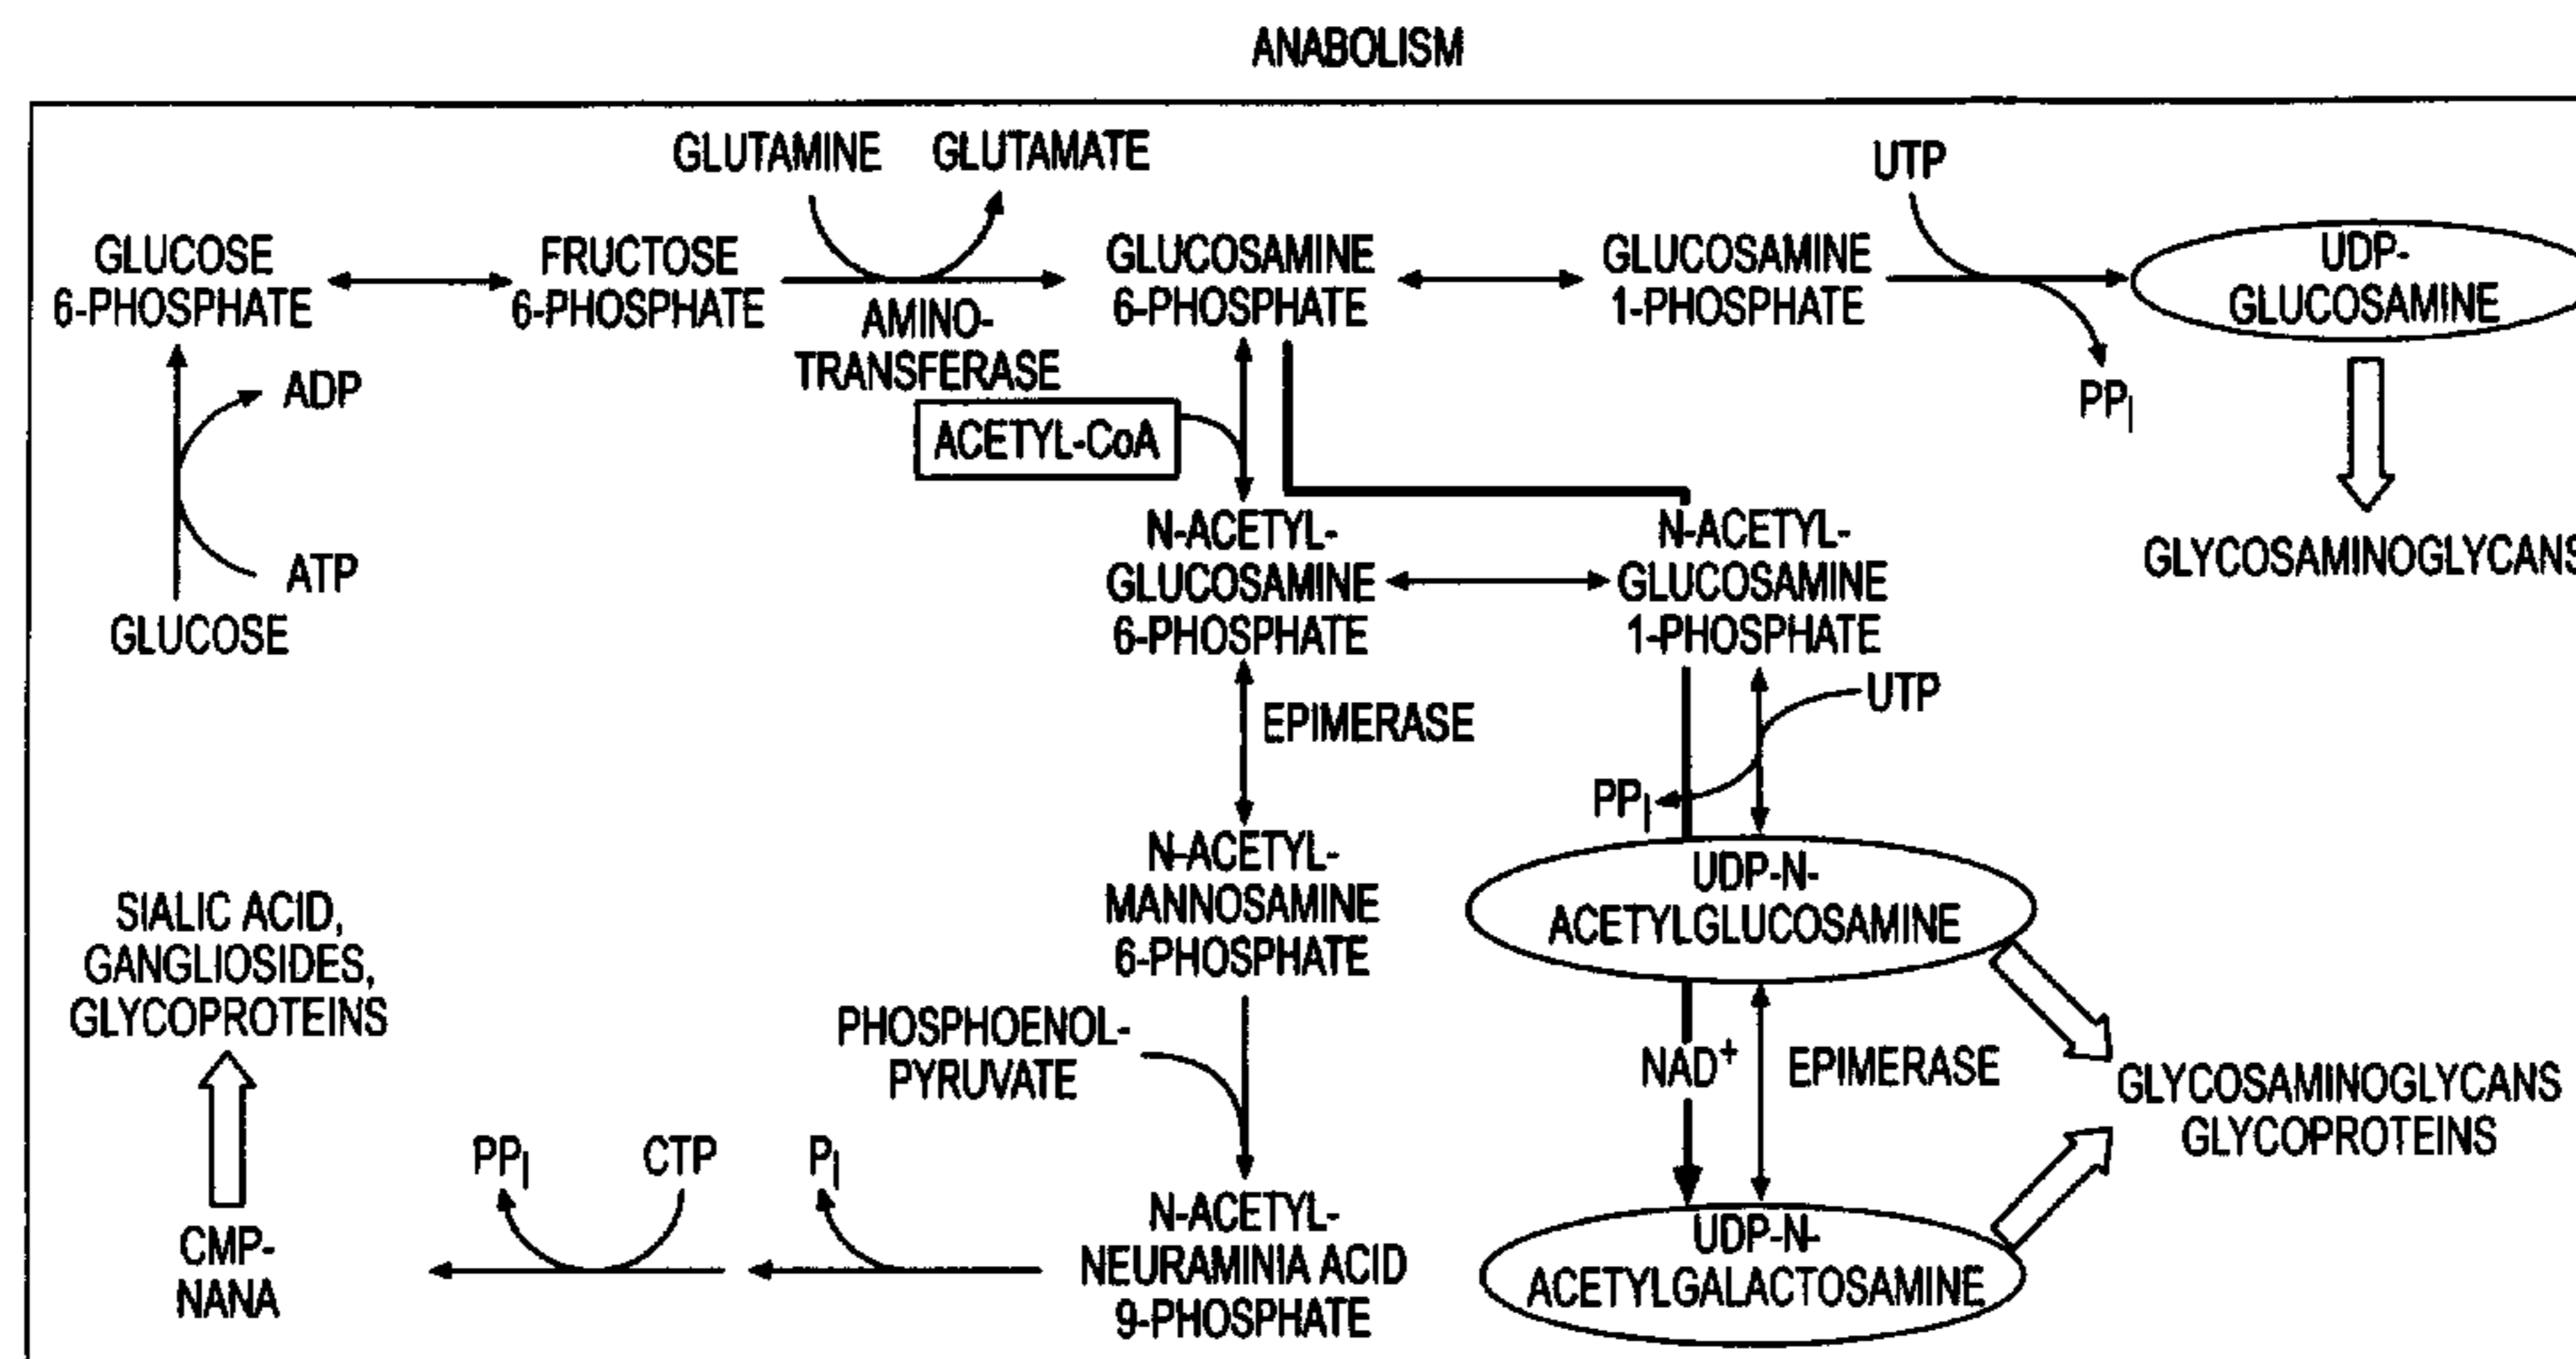 ANABOLISM
GLUTAMINE
GLUTAMATE
UTP
GLUCOSE
6-PHOSPHATE
FRUCTOSE
6-PHOSPHATE
AMINO-
TRANSFERASE
GLUCOSAMINE
6-PHOSPHATE
GLUCOSAMINE
1-PHOSPHATE
UDP-
GLUCOSAMINE
PPI
ADP
ATP
GLUCOSE
ACETYL-CoA
GLYCOSAMINOGLYCANS
N-ACETYL-
GLUCOSAMINE
6-PHOSPHATE
N-ACETYL-
GLUCOSAMINE
1-PHOSPHATE
UTP
EPIMERASE
PPI
N-ACETYL-
MANNOSAMINE
6-PHOSPHATE
UDP-N-
ACETYLGLUCOSAMINE
SIALIC ACID,
GANGLIOSIDES,
GLYCOPROTEINS
PHOSPHOENOL-
PYRUVATE
NAD+
EPIMERASE
GLYCOSAMINOGLYCANS
GLYCOPROTEINS
PPI
CTP
PI
CMP-
NANA
N-ACETYL-
NEURAMINIA ACID
9-PHOSPHATE
UDP-N-
ACETYLGALACTOSAMINE